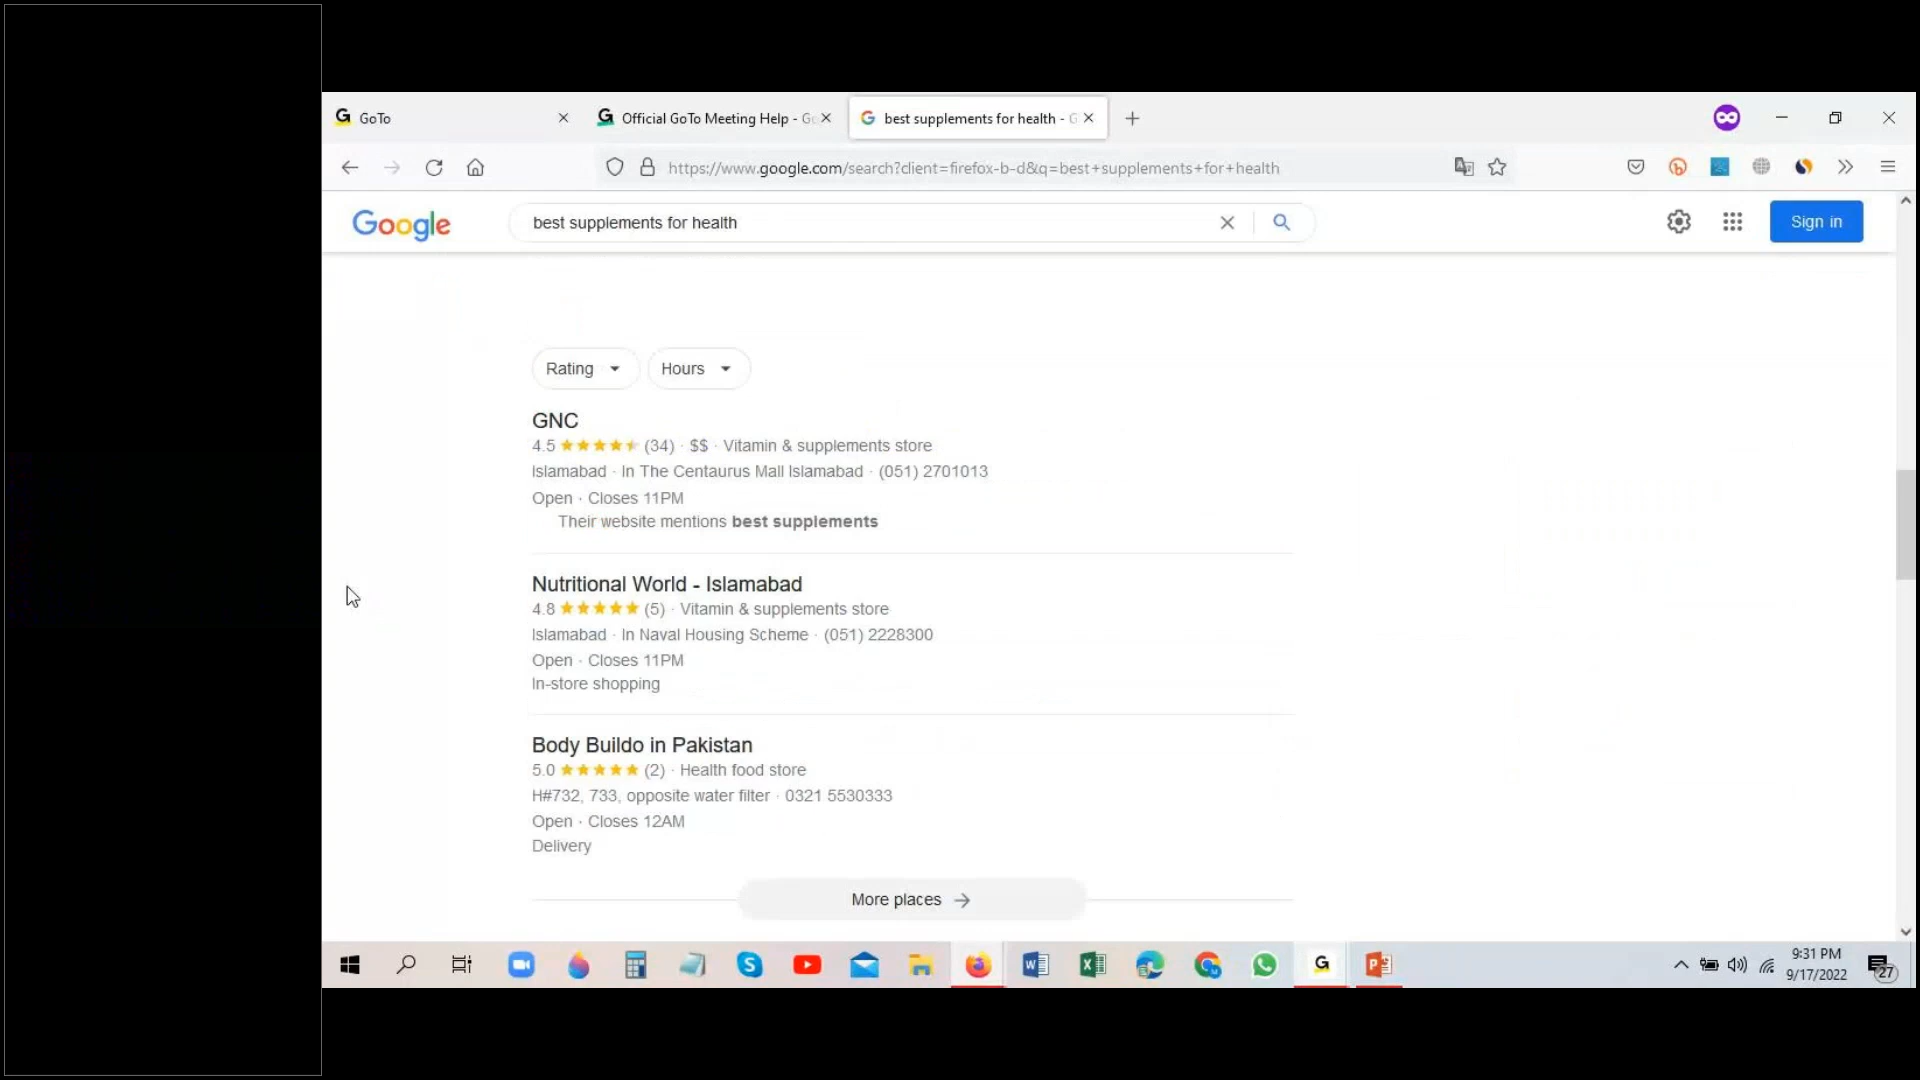 GoTo
Official GoTo Meeting Help - Go
best supplements for health - G
https://www.google.com/search?client=firefox-b-d&q=best+supplements+for+health
Google
best supplements for health
Sign in
Rating
Hours
GNC
4.5 (34) · $$ · Vitamin & supplements store
Islamabad · In The Centaurus Mall Islamabad · (051) 2701013
Open · Closes 11PM
Their website mentions best supplements
Nutritional World - Islamabad
4.8 (5) · Vitamin & supplements store
Islamabad · In Naval Housing Scheme · (051) 2228300
Open · Closes 11PM
In-store shopping
Body Buildo in Pakistan
5.0 (2) · Health food store
H#732, 733, opposite water filter · 0321 5530333
Open · Closes 12AM
Delivery
More places
9:31 PM
9/17/2022
27